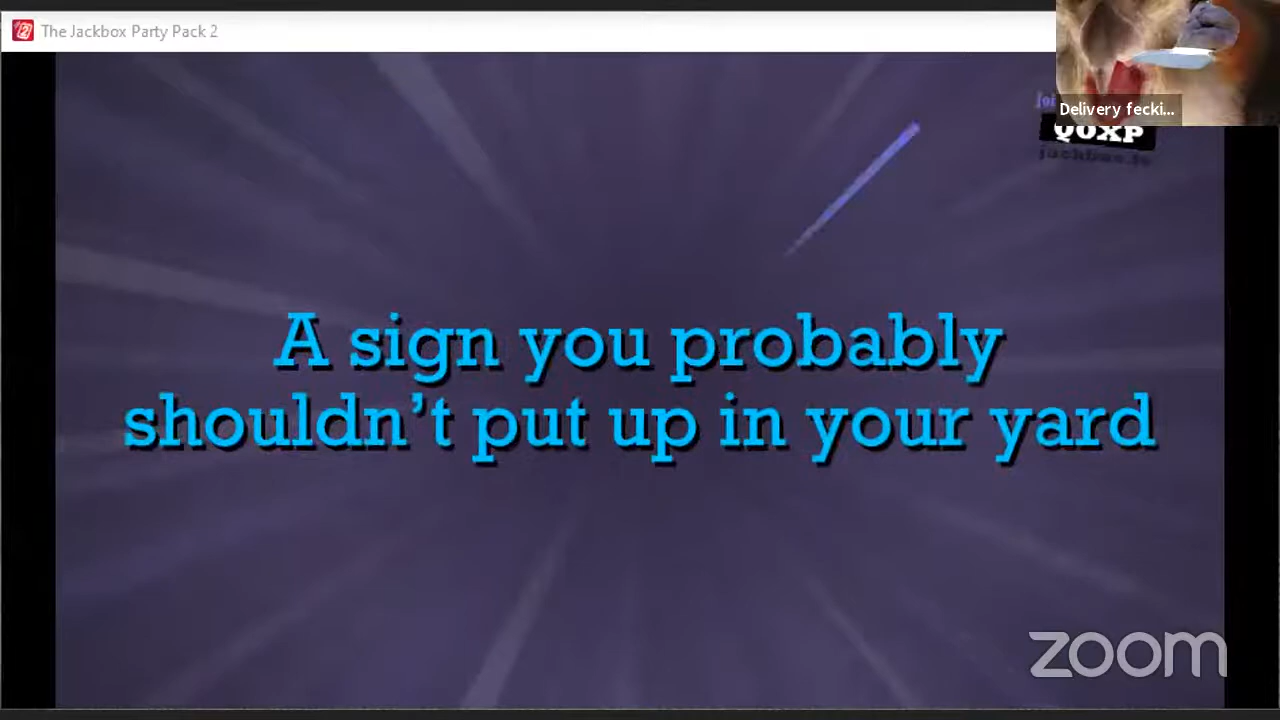 The Jackbox Party Pack 2
Delivery fecki...
QOXP
A sign you probably
shouldn't put up in your yard
zoom